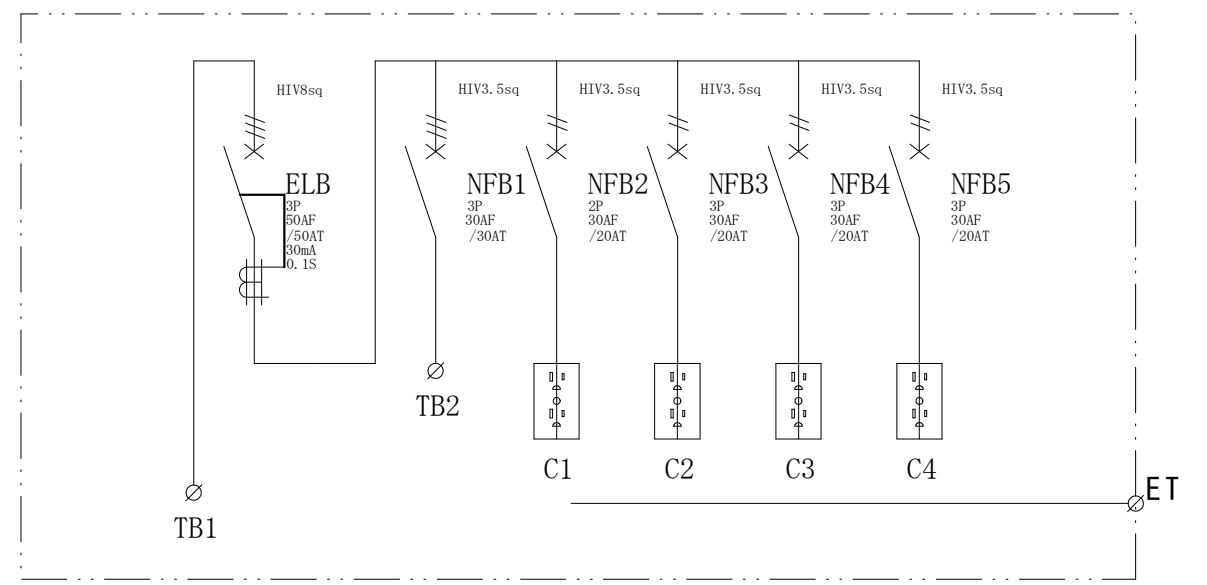 HIV8sq
HIV3.5sq
HIV3.5sq
HIV3.5sq
HIV3.5sq
HIV3.5sq
ELB
3P
50AF
/50AT
30mA
0.1S
NFB1
3P
30AF
/30AT
NFB2
2P
30AF
/20AT
NFB3
3P
30AF
/20AT
NFB4
3P
30AF
/20AT
NFB5
3P
30AF
/20AT
TB2
C1
C2
C3
C4
ET
TB1